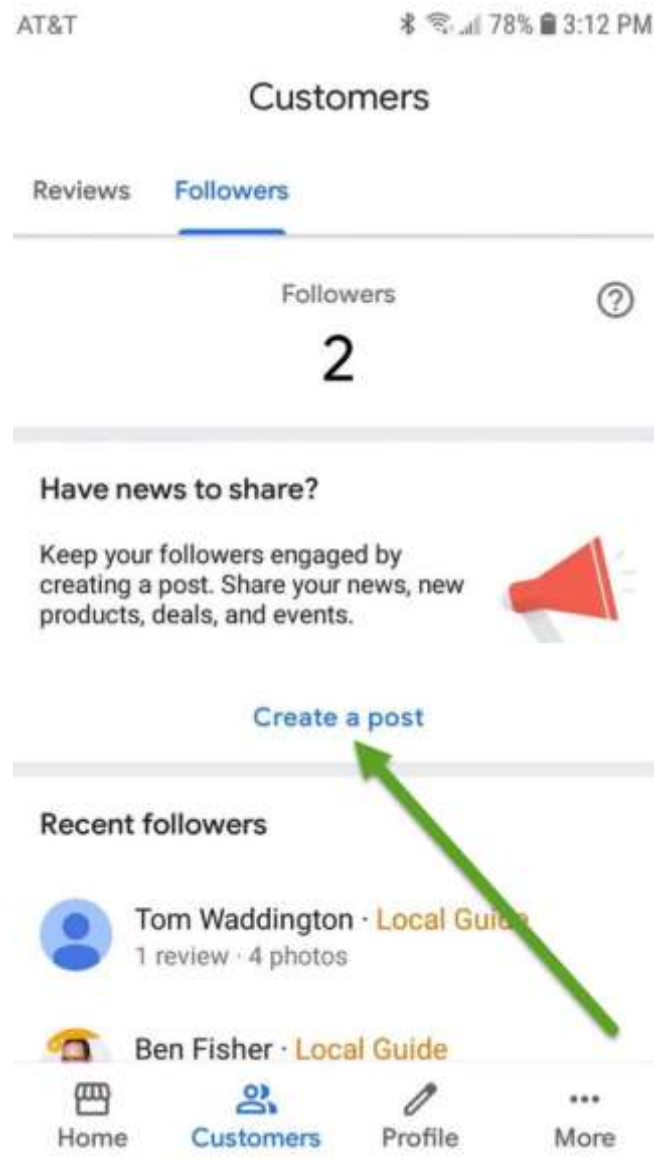 AT&T 78% 3:12 PM
Customers
Reviews Followers
Followers
2
Have news to share?
Keep your followers engaged by
creating a post. Share your news, new
products, deals, and events.
Create a post
Recent followers
Tom Waddington · Local Guide
1 review · 4 photos
Ben Fisher · Local Guide
Home Customers Profile More